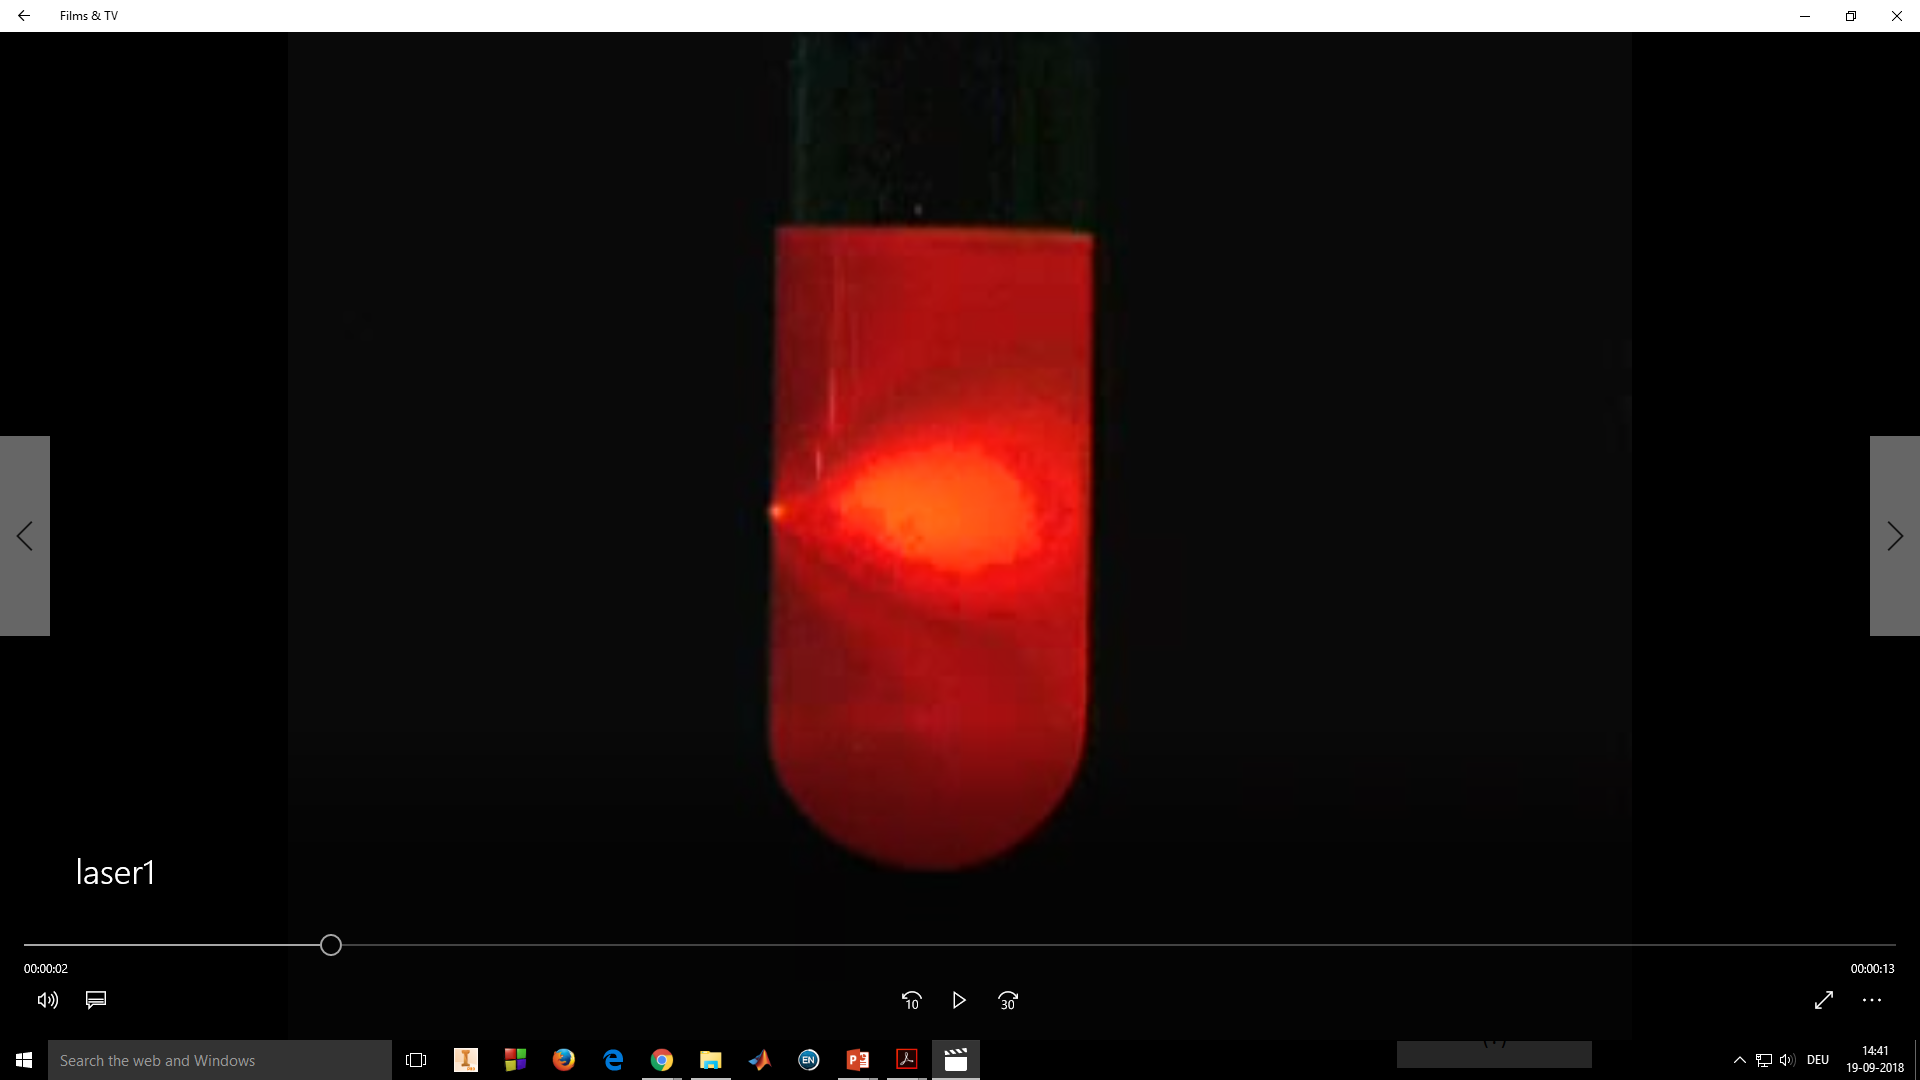 Films & TV
laser1
00:00:02
00:00:13
10
30
Search the web and Windows
EN
DEU
14:41
19-09-2018